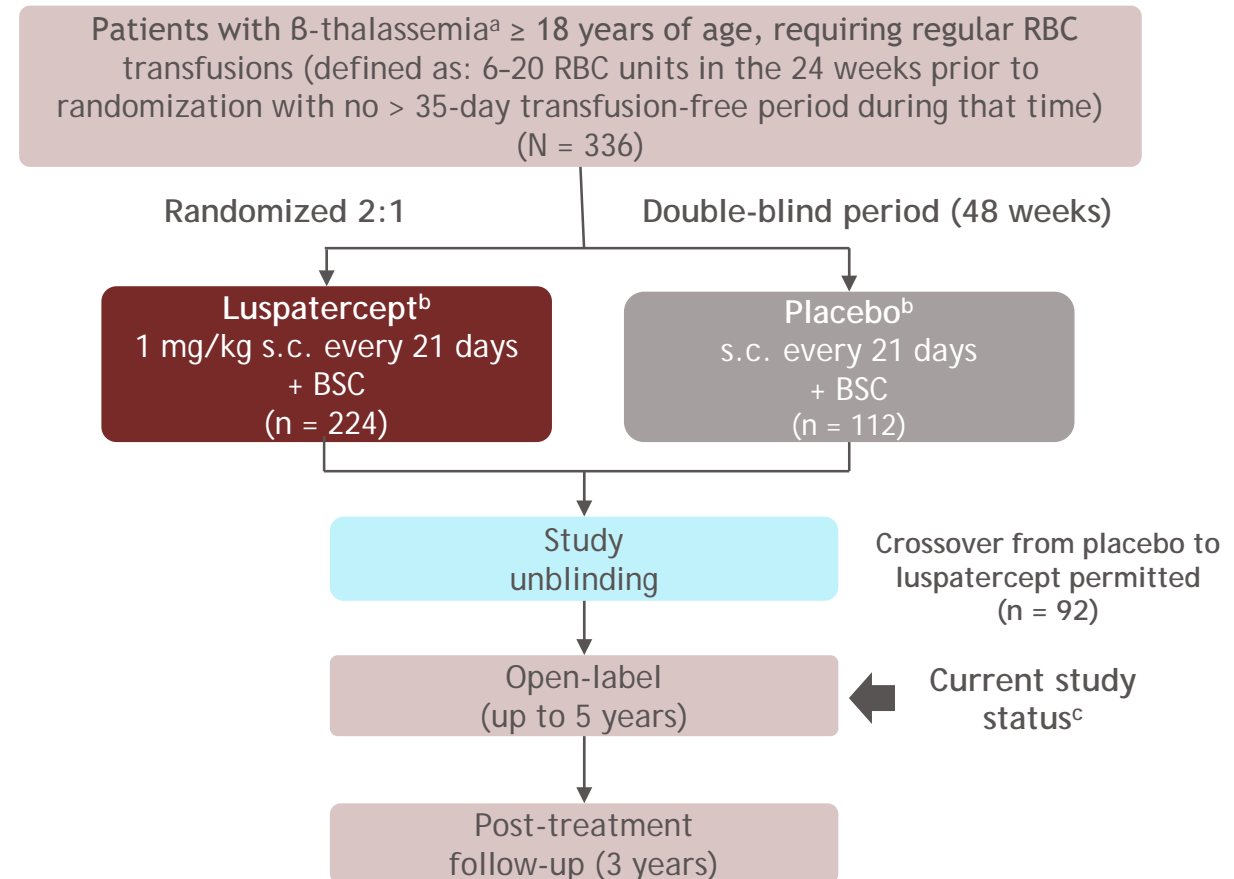 Patients with ß-thalassemiaᵃ ≥ 18 years of age, requiring regular RBC
transfusions (defined as: 6–20 RBC units in the 24 weeks prior to
randomization with no > 35-day transfusion-free period during that time)
(N = 336)
Randomized 2:1
Double-blind period (48 weeks)
Luspaterceptᵇ
1 mg/kg s.c. every 21 days
+ BSC
(n = 224)
Placeboᵇ
s.c. every 21 days
+ BSC
(n = 112)
Study
unblinding
Crossover from placebo to
luspatercept permitted
(n = 92)
Open-label
(up to 5 years)
Current study
statusᶜ
Post-treatment
follow-up (3 years)